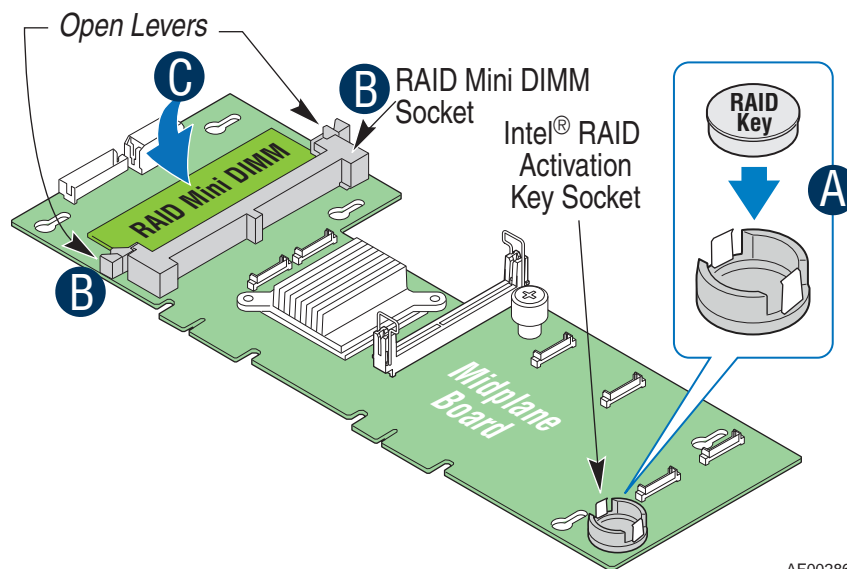 Open Levers
C
B
RAID Mini DIMM
Socket
Intel® RAID
Activation
Key Socket
RAID
Key
A
RAID Mini DIMM
B
Midplane
Board